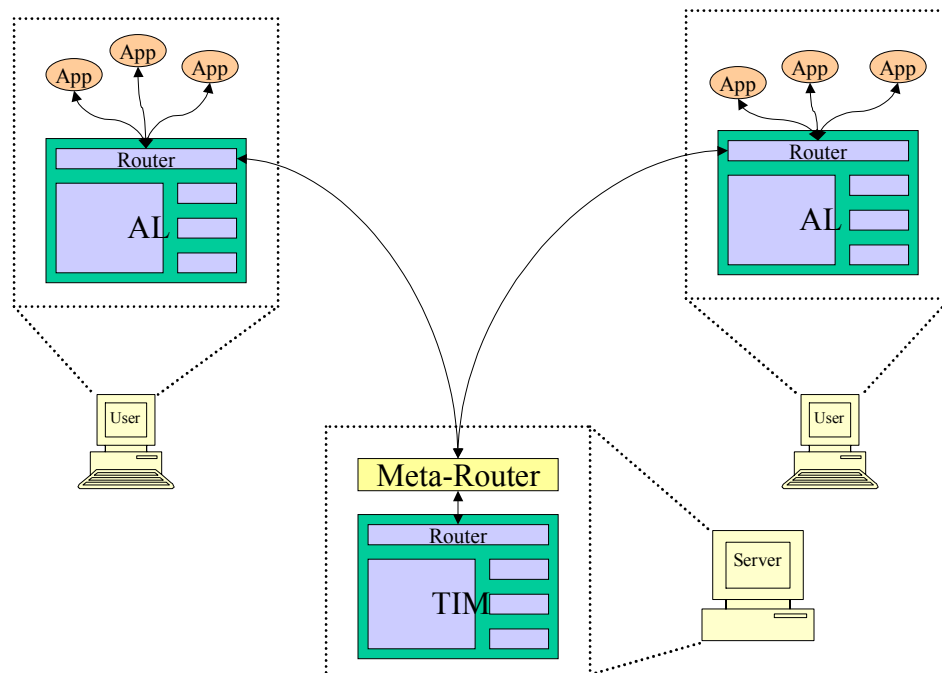 App
App
App
Router
AL
User
App
App
App
Router
AL
User
Meta-Router
Router
TIM
Server